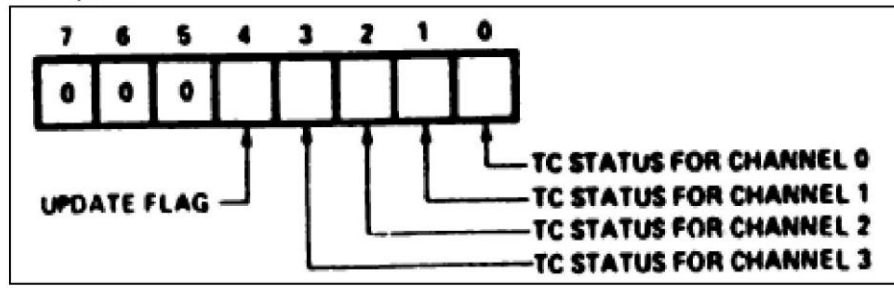 7 6 5 4 3 2 1 0
0 0 0
TC STATUS FOR CHANNEL 0
UPDATE FLAG TC STATUS FOR CHANNEL 1
TC STATUS FOR CHANNEL 2
TC STATUS FOR CHANNEL 3